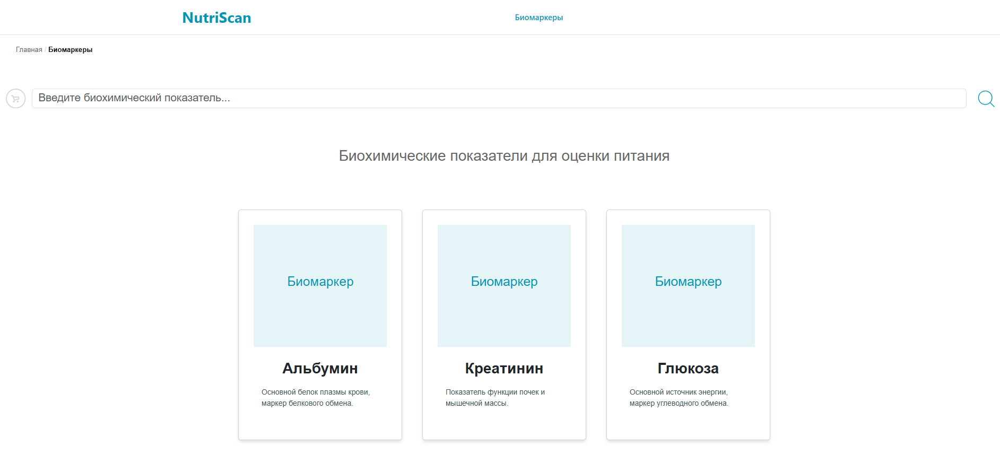 NutriScan
Биомаркеры
Главная / Биомаркеры
Введите биохимический показатель...
Биохимические показатели для оценки питания
Биомаркер
Альбумин
Основной белок плазмы крови,
маркер белкового обмена.
Биомаркер
Креатинин
Показатель функции почек и
мышечной массы.
Биомаркер
Глюкоза
Основной источник энергии,
маркер углеводного обмена.